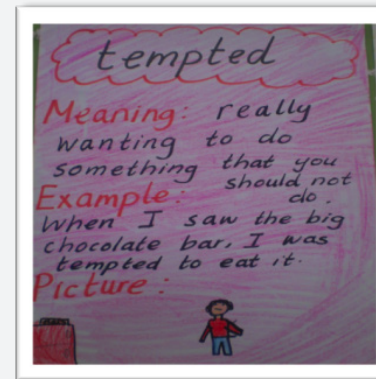 tempted
Meaning: really
wanting to do
something that you
should not
Example: do.
When I saw the big
chocolate bar, I was
tempted to eat it.
Picture: